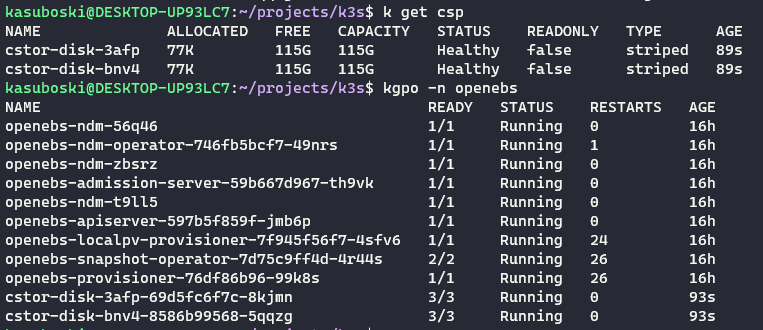 kasuboski@DESKTOP-UP93LC7:~/projects/k3s$ k get csp
NAME ALLOCATED FREE CAPACITY STATUS READONLY TYPE AGE
cstor-disk-3afp 77K 115G 115G Healthy false striped 89s
cstor-disk-bnv4 77K 115G 115G Healthy false striped 89s
kasuboski@DESKTOP-UP93LC7:~/projects/k3s$ kgpo -n openebs
NAME READY STATUS RESTARTS AGE
openebs-ndm-56q46 1/1 Running 0 16h
openebs-ndm-operator-746fb5bcf7-49nrs 1/1 Running 1 16h
openebs-ndm-zbsrz 1/1 Running 0 16h
openebs-admission-server-59b667d967-th9vk 1/1 Running 0 16h
openebs-ndm-t9ll5 1/1 Running 0 16h
openebs-apiserver-597b5f859f-jmb6p 1/1 Running 0 16h
openebs-localpv-provisioner-7f945f56f7-4sfv6 1/1 Running 24 16h
openebs-snapshot-operator-7d75c9ff4d-4r44s 2/2 Running 26 16h
openebs-provisioner-76df86b96-99k8s 1/1 Running 26 16h
cstor-disk-3afp-69d5fc6f7c-8kjmn 3/3 Running 0 93s
cstor-disk-bnv4-8586b99568-5qqzg 3/3 Running 0 93s